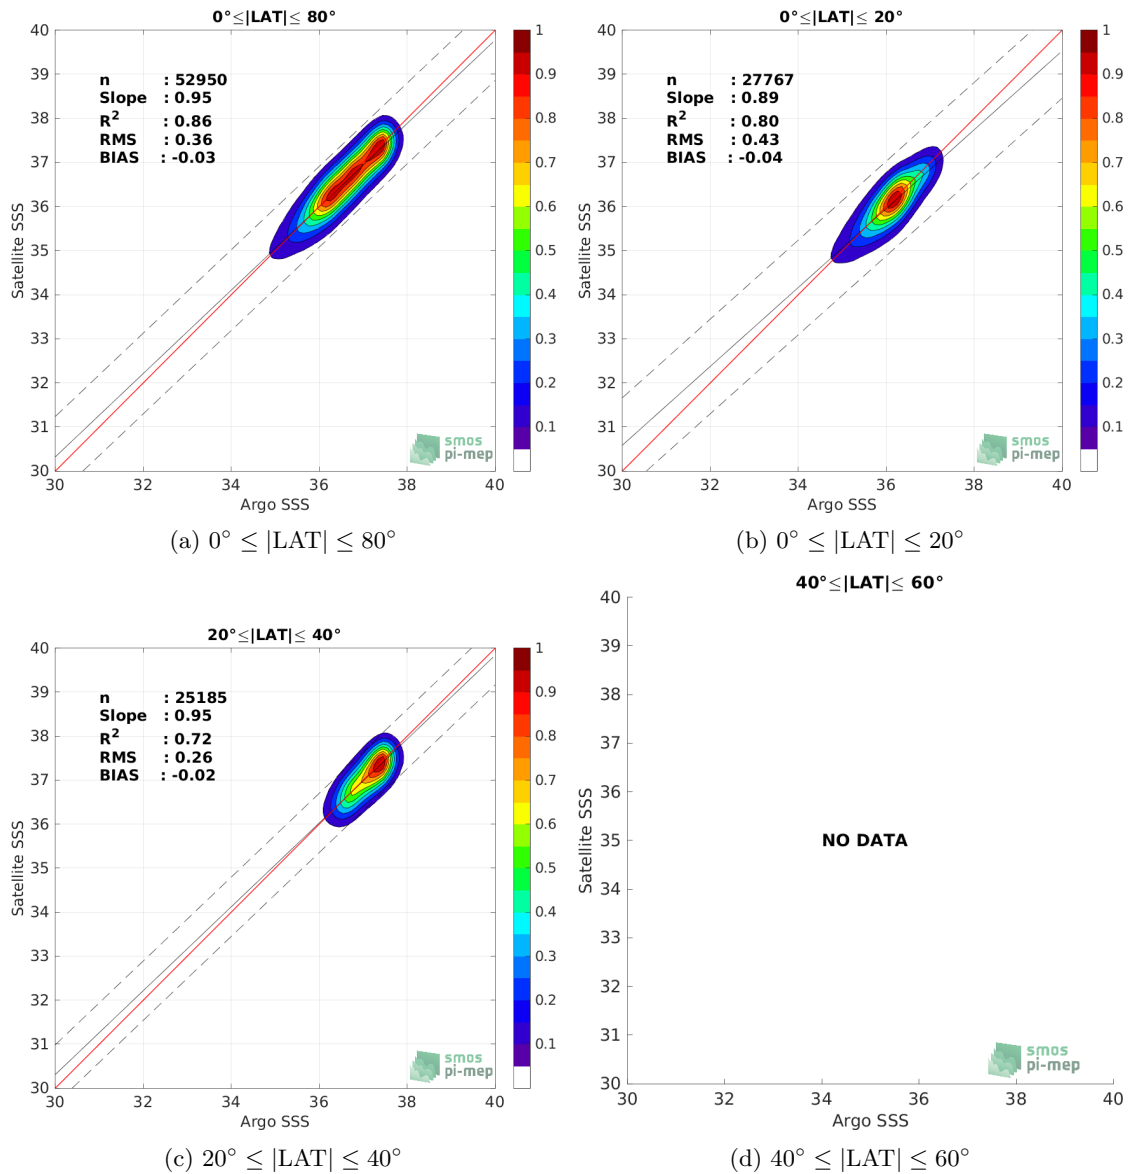 0°≤|LAT|≤ 80°
40
39
38
37
36
35
34
33
32
31
30
30 32 34 36 38 40
Satellite SSS
Argo SSS
n : 52950
Slope : 0.95
R² : 0.86
RMS : 0.36
BIAS : -0.03
1
0.9
0.8
0.7
0.6
0.5
0.4
0.3
0.2
0.1
smos
pi-mep
(a) 0° ≤ |LAT| ≤ 80°
0°≤|LAT|≤ 20°
40
39
38
37
36
35
34
33
32
31
30
30 32 34 36 38 40
Satellite SSS
Argo SSS
n : 27767
Slope : 0.89
R² : 0.80
RMS : 0.43
BIAS : -0.04
1
0.9
0.8
0.7
0.6
0.5
0.4
0.3
0.2
0.1
smos
pi-mep
(b) 0° ≤ |LAT| ≤ 20°
20°≤|LAT|≤ 40°
40
39
38
37
36
35
34
33
32
31
30
30 32 34 36 38 40
Satellite SSS
Argo SSS
n : 25185
Slope : 0.95
R² : 0.72
RMS : 0.26
BIAS : -0.02
1
0.9
0.8
0.7
0.6
0.5
0.4
0.3
0.2
0.1
smos
pi-mep
(c) 20° ≤ |LAT| ≤ 40°
40°≤|LAT|≤ 60°
40
39
38
37
36
35
34
33
32
31
30
30 32 34 36 38 40
Satellite SSS
Argo SSS
NO DATA
smos
pi-mep
(d) 40° ≤ |LAT| ≤ 60°